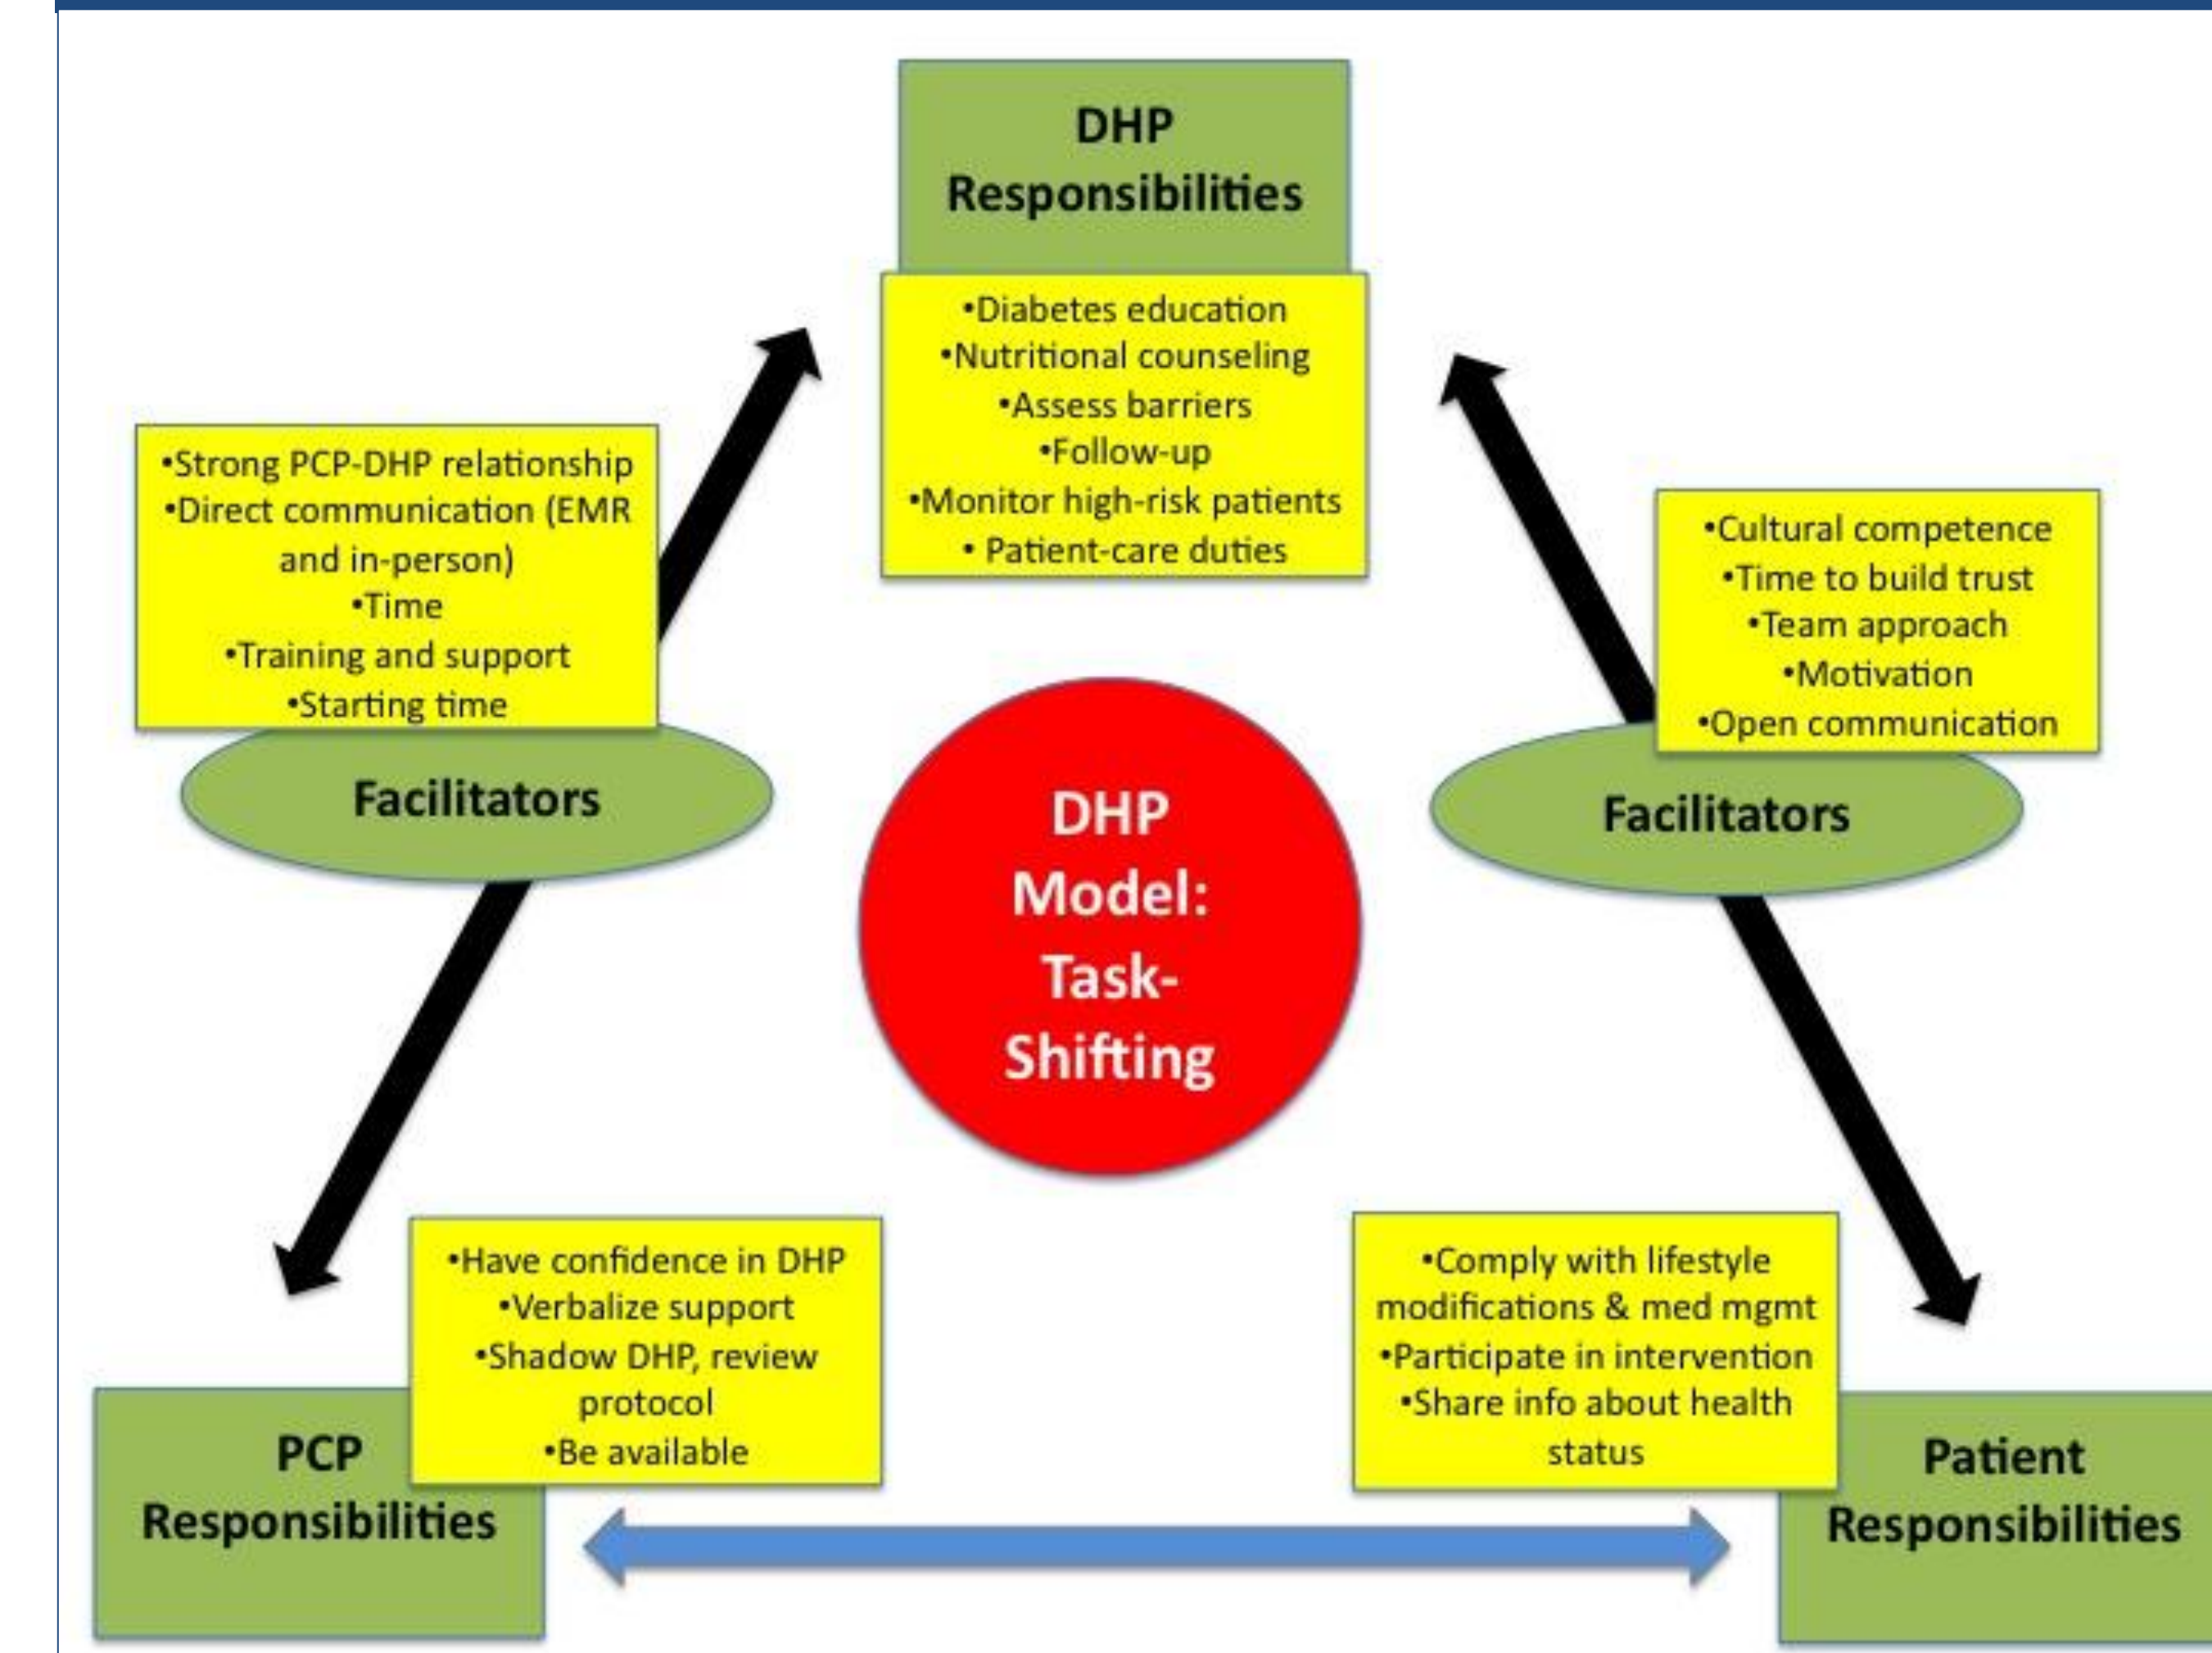 DHP
Responsibilities
•Diabetes education
•Nutritional counseling
•Assess barriers
•Follow-up
•Monitor high-risk patients
• Patient-care duties
•Strong PCP-DHP relationship
•Direct communication (EMR
and in-person)
•Time
•Training and support
•Starting time
Facilitators
•Cultural competence
•Time to build trust
•Team approach
•Motivation
•Open communication
Facilitators
DHP
Model:
Task-
Shifting
•Have confidence in DHP
•Verbalize support
•Shadow DHP, review
protocol
•Be available
PCP
Responsibilities
•Comply with lifestyle
modifications & med mgmt
•Participate in intervention
•Share info about health
status
Patient
Responsibilities